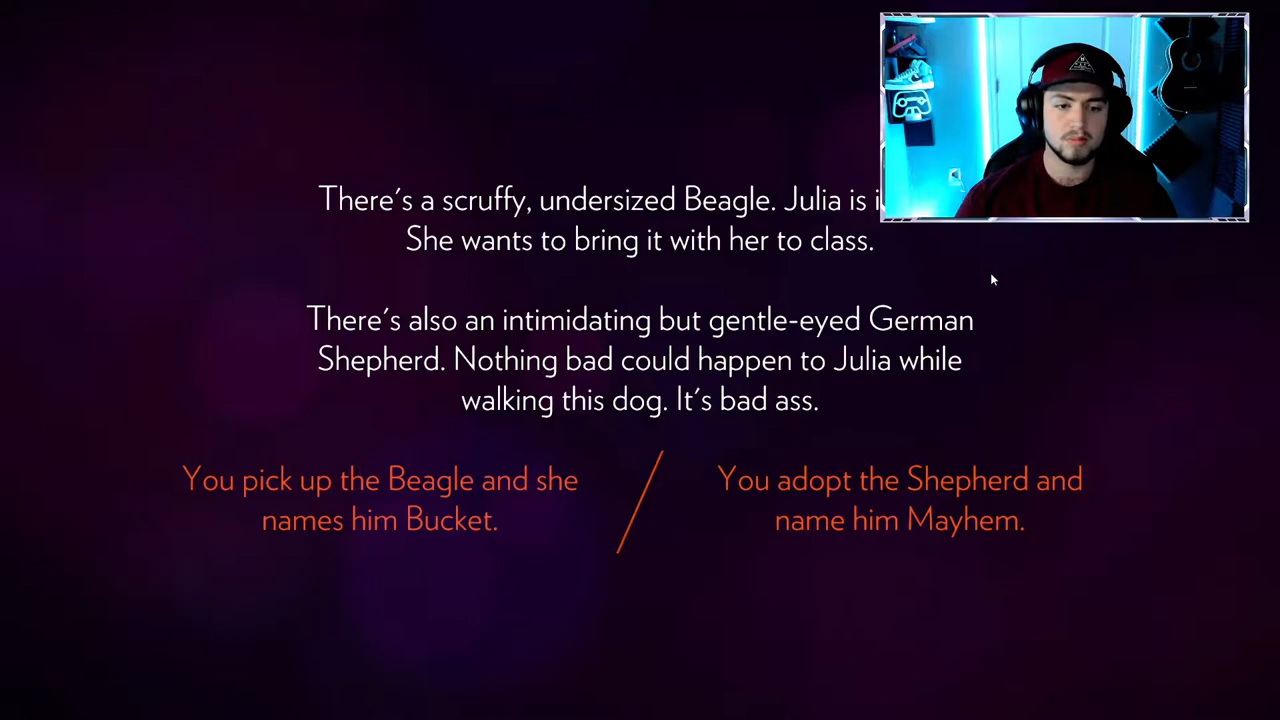 There's a scruffy, undersized Beagle. Julia is
She wants to bring it with her to class.
There's also an intimidating but gentle-eyed German
Shepherd. Nothing bad could happen to Julia while
walking this dog. It's bad ass.
You pick up the Beagle and she
names him Bucket.
You adopt the Shepherd and
name him Mayhem.